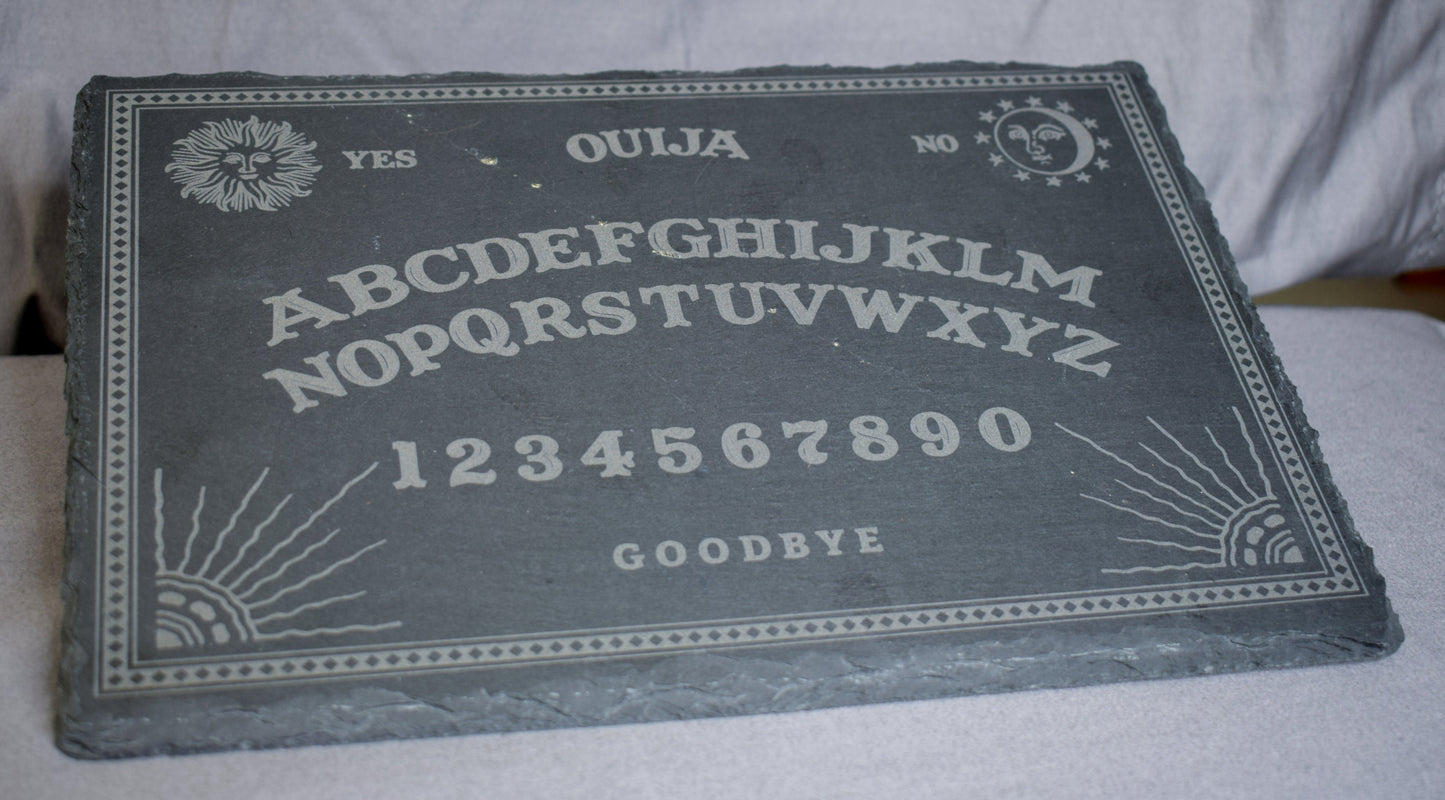 YES OUIJA NO
ABCDEFGHIJKLM
NOPQRSTUVWXYZ
1234567890
GOODBYE